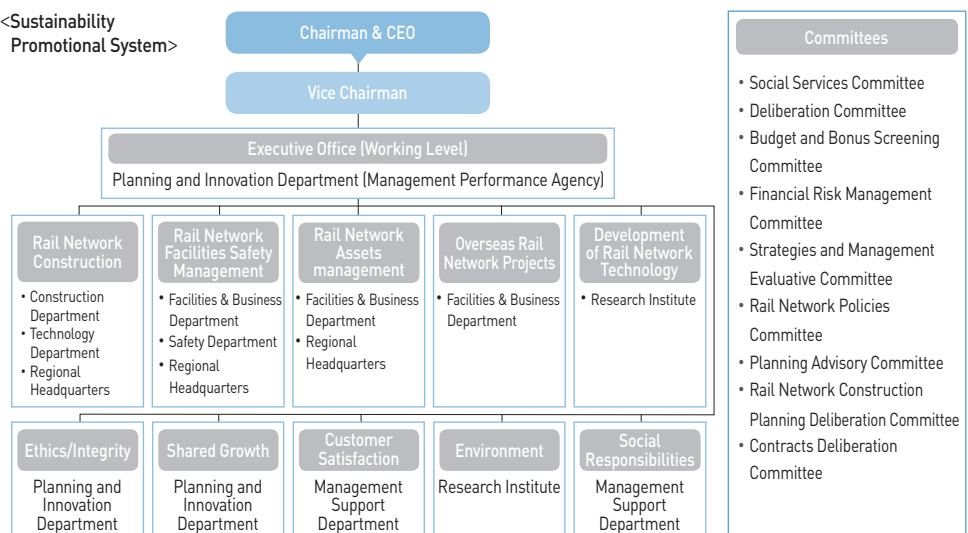 <Sustainability
Promotional System>
Chairman & CEO
Vice Chairman
Executive Office (Working Level)
Planning and Innovation Department (Management Performance Agency)
Rail Network
Construction
• Construction
Department
• Technology
Department
• Regional
Headquarters
Rail Network
Facilities Safety
Management
• Facilities & Business
Department
• Safety Department
• Regional
Headquarters
Rail Network
Assets
management
• Facilities & Business
Department
• Regional
Headquarters
Overseas Rail
Network Projects
• Facilities & Business
Department
Development
of Rail Network
Technology
• Research Institute
Ethics/Integrity
Planning and
Innovation
Department
Shared Growth
Planning and
Innovation
Department
Customer
Satisfaction
Management
Support
Department
Environment
Research Institute
Social
Responsibilities
Management
Support
Department
Committees
• Social Services Committee
• Deliberation Committee
• Budget and Bonus Screening
Committee
• Financial Risk Management
Committee
• Strategies and Management
Evaluative Committee
• Rail Network Policies
Committee
• Planning Advisory Committee
• Rail Network Construction
Planning Deliberation Committee
• Contracts Deliberation
Committee